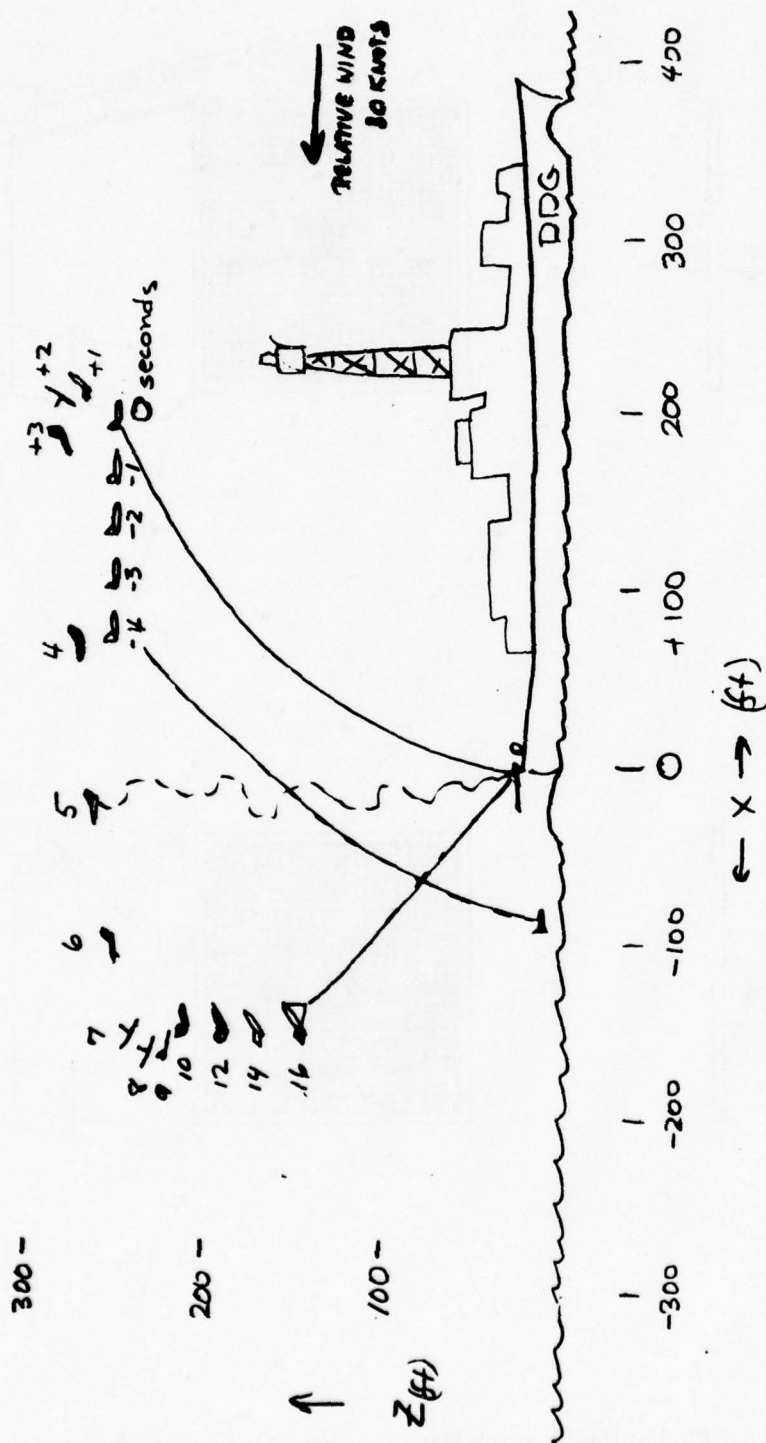 300 -
200 -
100 -
Z (ft)
7
8
9
10
12
14
16
6
5
4
+3
+2
+1
0 seconds
-1
-2
-3
-4
RELATIVE WIND
80 KNOTS
DDG
-300 -200 -100 0 +100 200 300 400
← X → (ft)